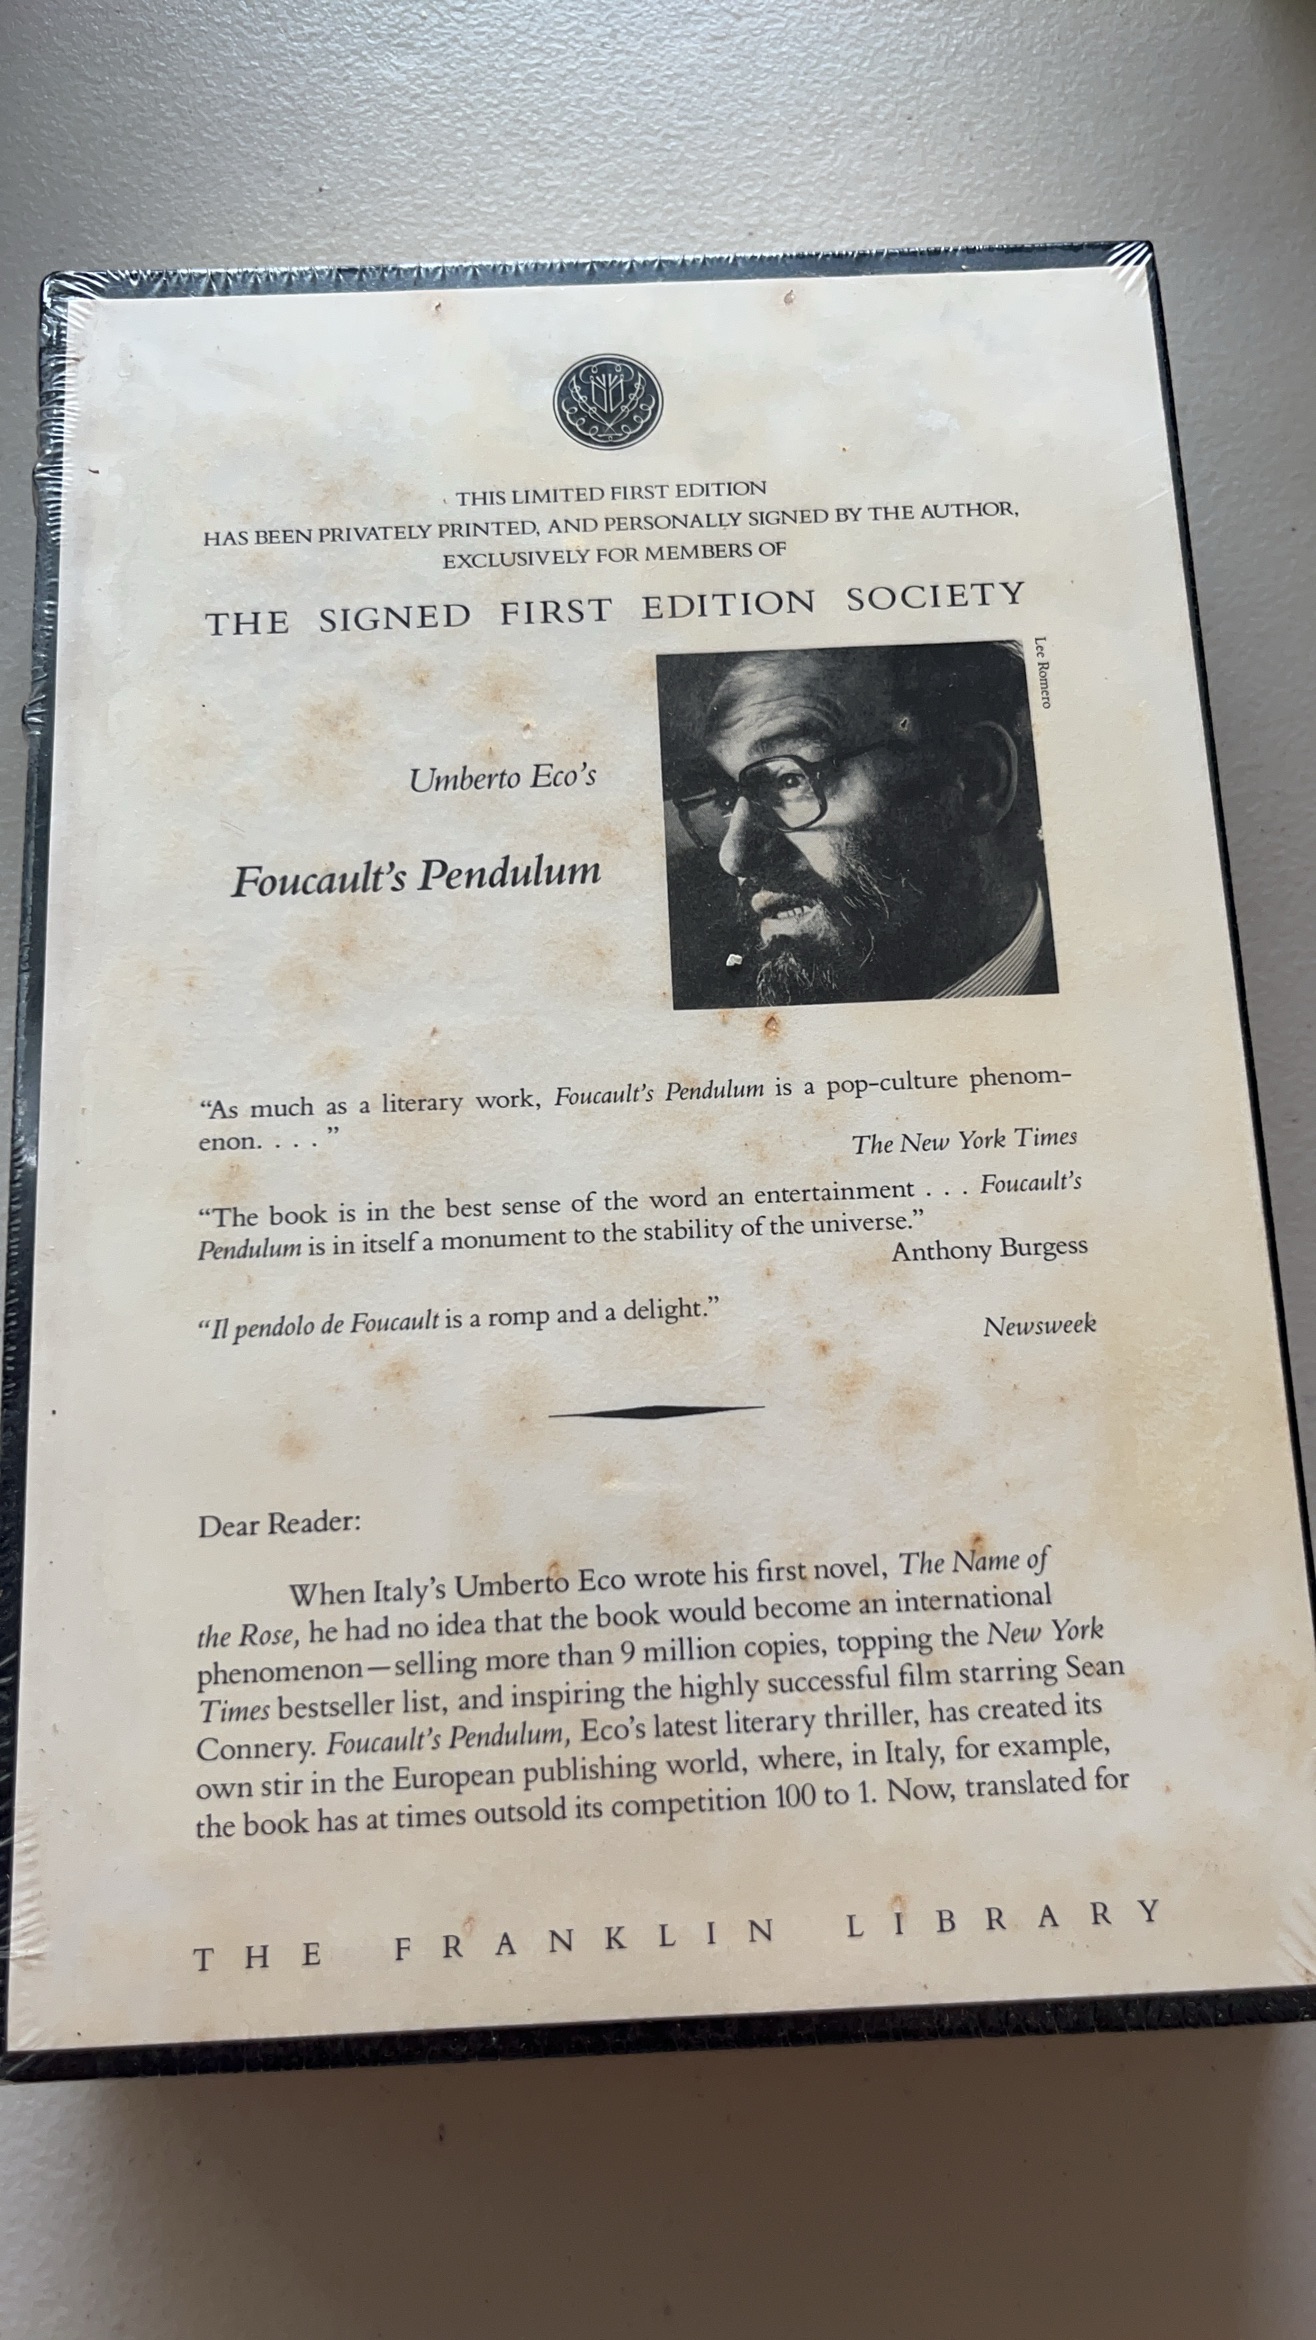 THIS LIMITED FIRST EDITION
HAS BEEN PRIVATELY PRINTED, AND PERSONALLY SIGNED BY THE AUTHOR,
EXCLUSIVELY FOR MEMBERS OF
THE SIGNED FIRST EDITION SOCIETY
Lee Romero
Umberto Eco’s
Foucault’s Pendulum
“As much as a literary work, Foucault’s Pendulum is a pop-culture phenom-
enon. . . . ”
The New York Times
“The book is in the best sense of the word an entertainment . . . Foucault’s
Pendulum is in itself a monument to the stability of the universe.”
Anthony Burgess
“Il pendolo de Foucault is a romp and a delight.”
Newsweek
Dear Reader:
When Italy’s Umberto Eco wrote his first novel, The Name of
the Rose, he had no idea that the book would become an international
phenomenon—selling more than 9 million copies, topping the New York
Times bestseller list, and inspiring the highly successful film starring Sean
Connery. Foucault’s Pendulum, Eco’s latest literary thriller, has created its
own stir in the European publishing world, where, in Italy, for example,
the book has at times outsold its competition 100 to 1. Now, translated for
THE FRANKLIN LIBRARY